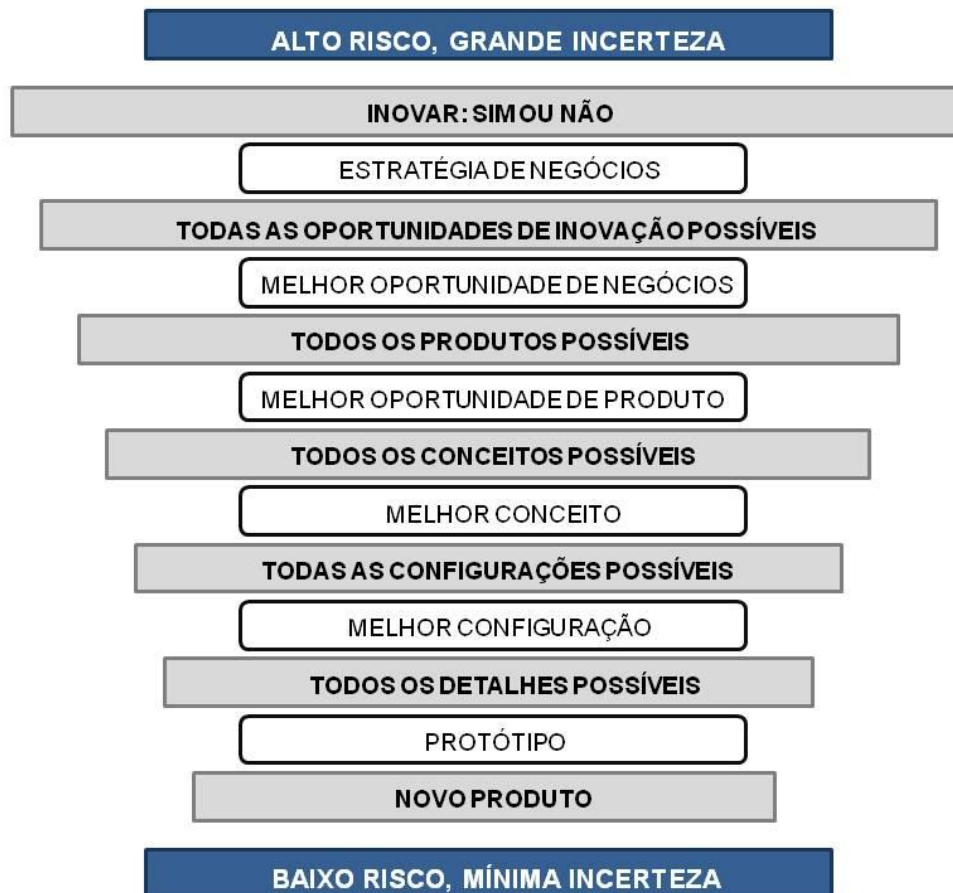 ALTO RISCO, GRANDE INCERTEZA
INOVAR: SIM OU NÃO
ESTRATÉGIA DE NEGÓCIOS
TODAS AS OPORTUNIDADES DE INOVAÇÃO POSSÍVEIS
MELHOR OPORTUNIDADE DE NEGÓCIOS
TODOS OS PRODUTOS POSSÍVEIS
MELHOR OPORTUNIDADE DE PRODUTO
TODOS OS CONCEITOS POSSÍVEIS
MELHOR CONCEITO
TODAS AS CONFIGURAÇÕES POSSÍVEIS
MELHOR CONFIGURAÇÃO
TODOS OS DETALHES POSSÍVEIS
PROTÓTIPO
NOVO PRODUTO
BAIXO RISCO, MÍNIMA INCERTEZA